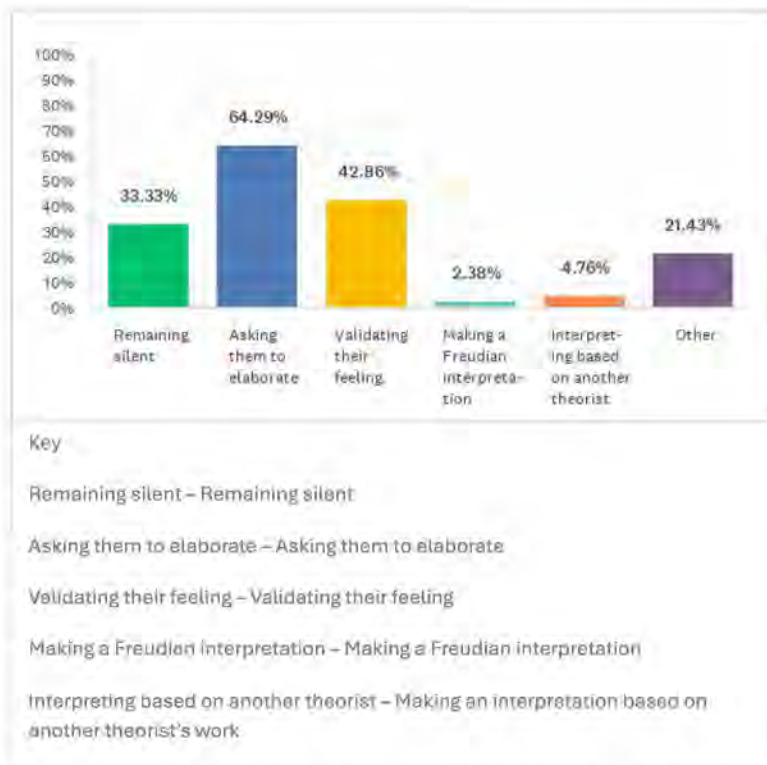 100%
90%
80%
70%
60%
50%
40%
30%
20%
10%
0%
33.33%
64.29%
42.86%
2.38%
4.76%
21.43%
Remaining
silent
Asking
them to
elaborate
Validating
their
feeling
Making a
Freudian
interpreta-
tion
Interpret-
ing based
on another
theorist
Other
Key
Remaining silent – Remaining silent
Asking them to elaborate – Asking them to elaborate
Validating their feeling – Validating their feeling
Making a Freudian Interpretation – Making a Freudian interpretation
Interpreting based on another theorist – Making an interpretation based on
another theorist's work